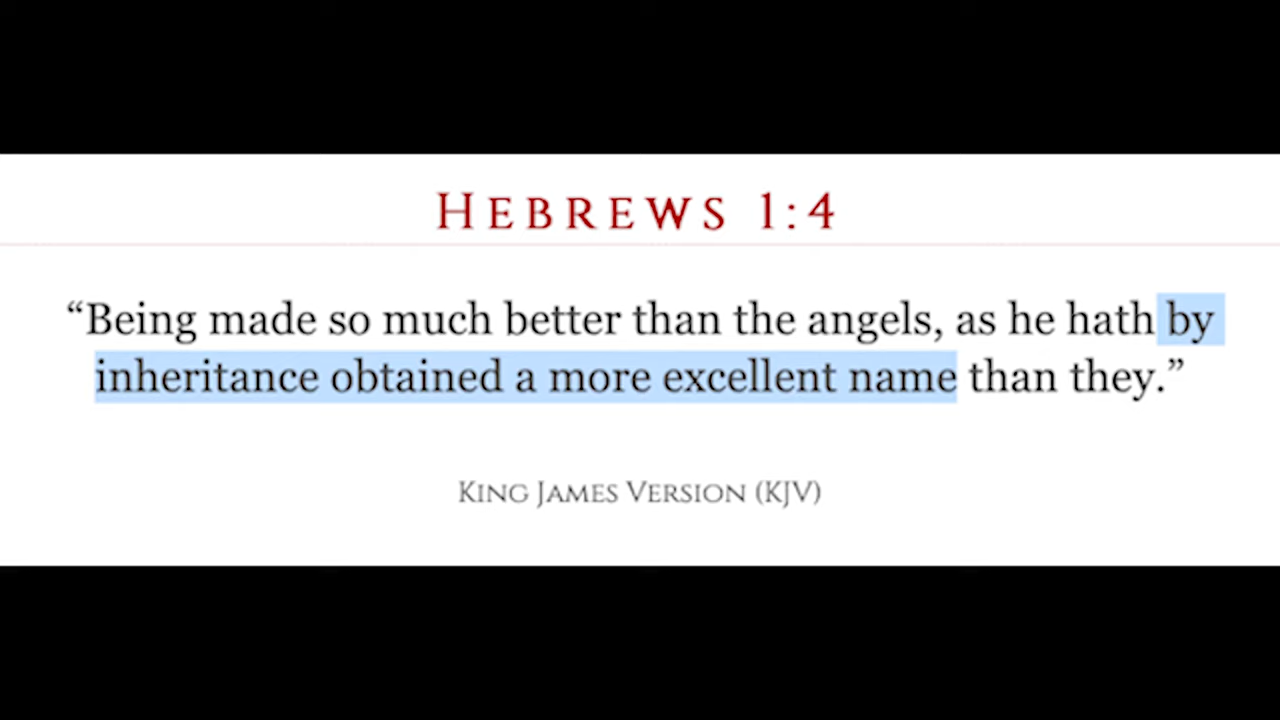 HEBREWS 1:4
“Being made so much better than the angels, as he hath by
inheritance obtained a more excellent name than they.”
KING JAMES VERSION (KJV)